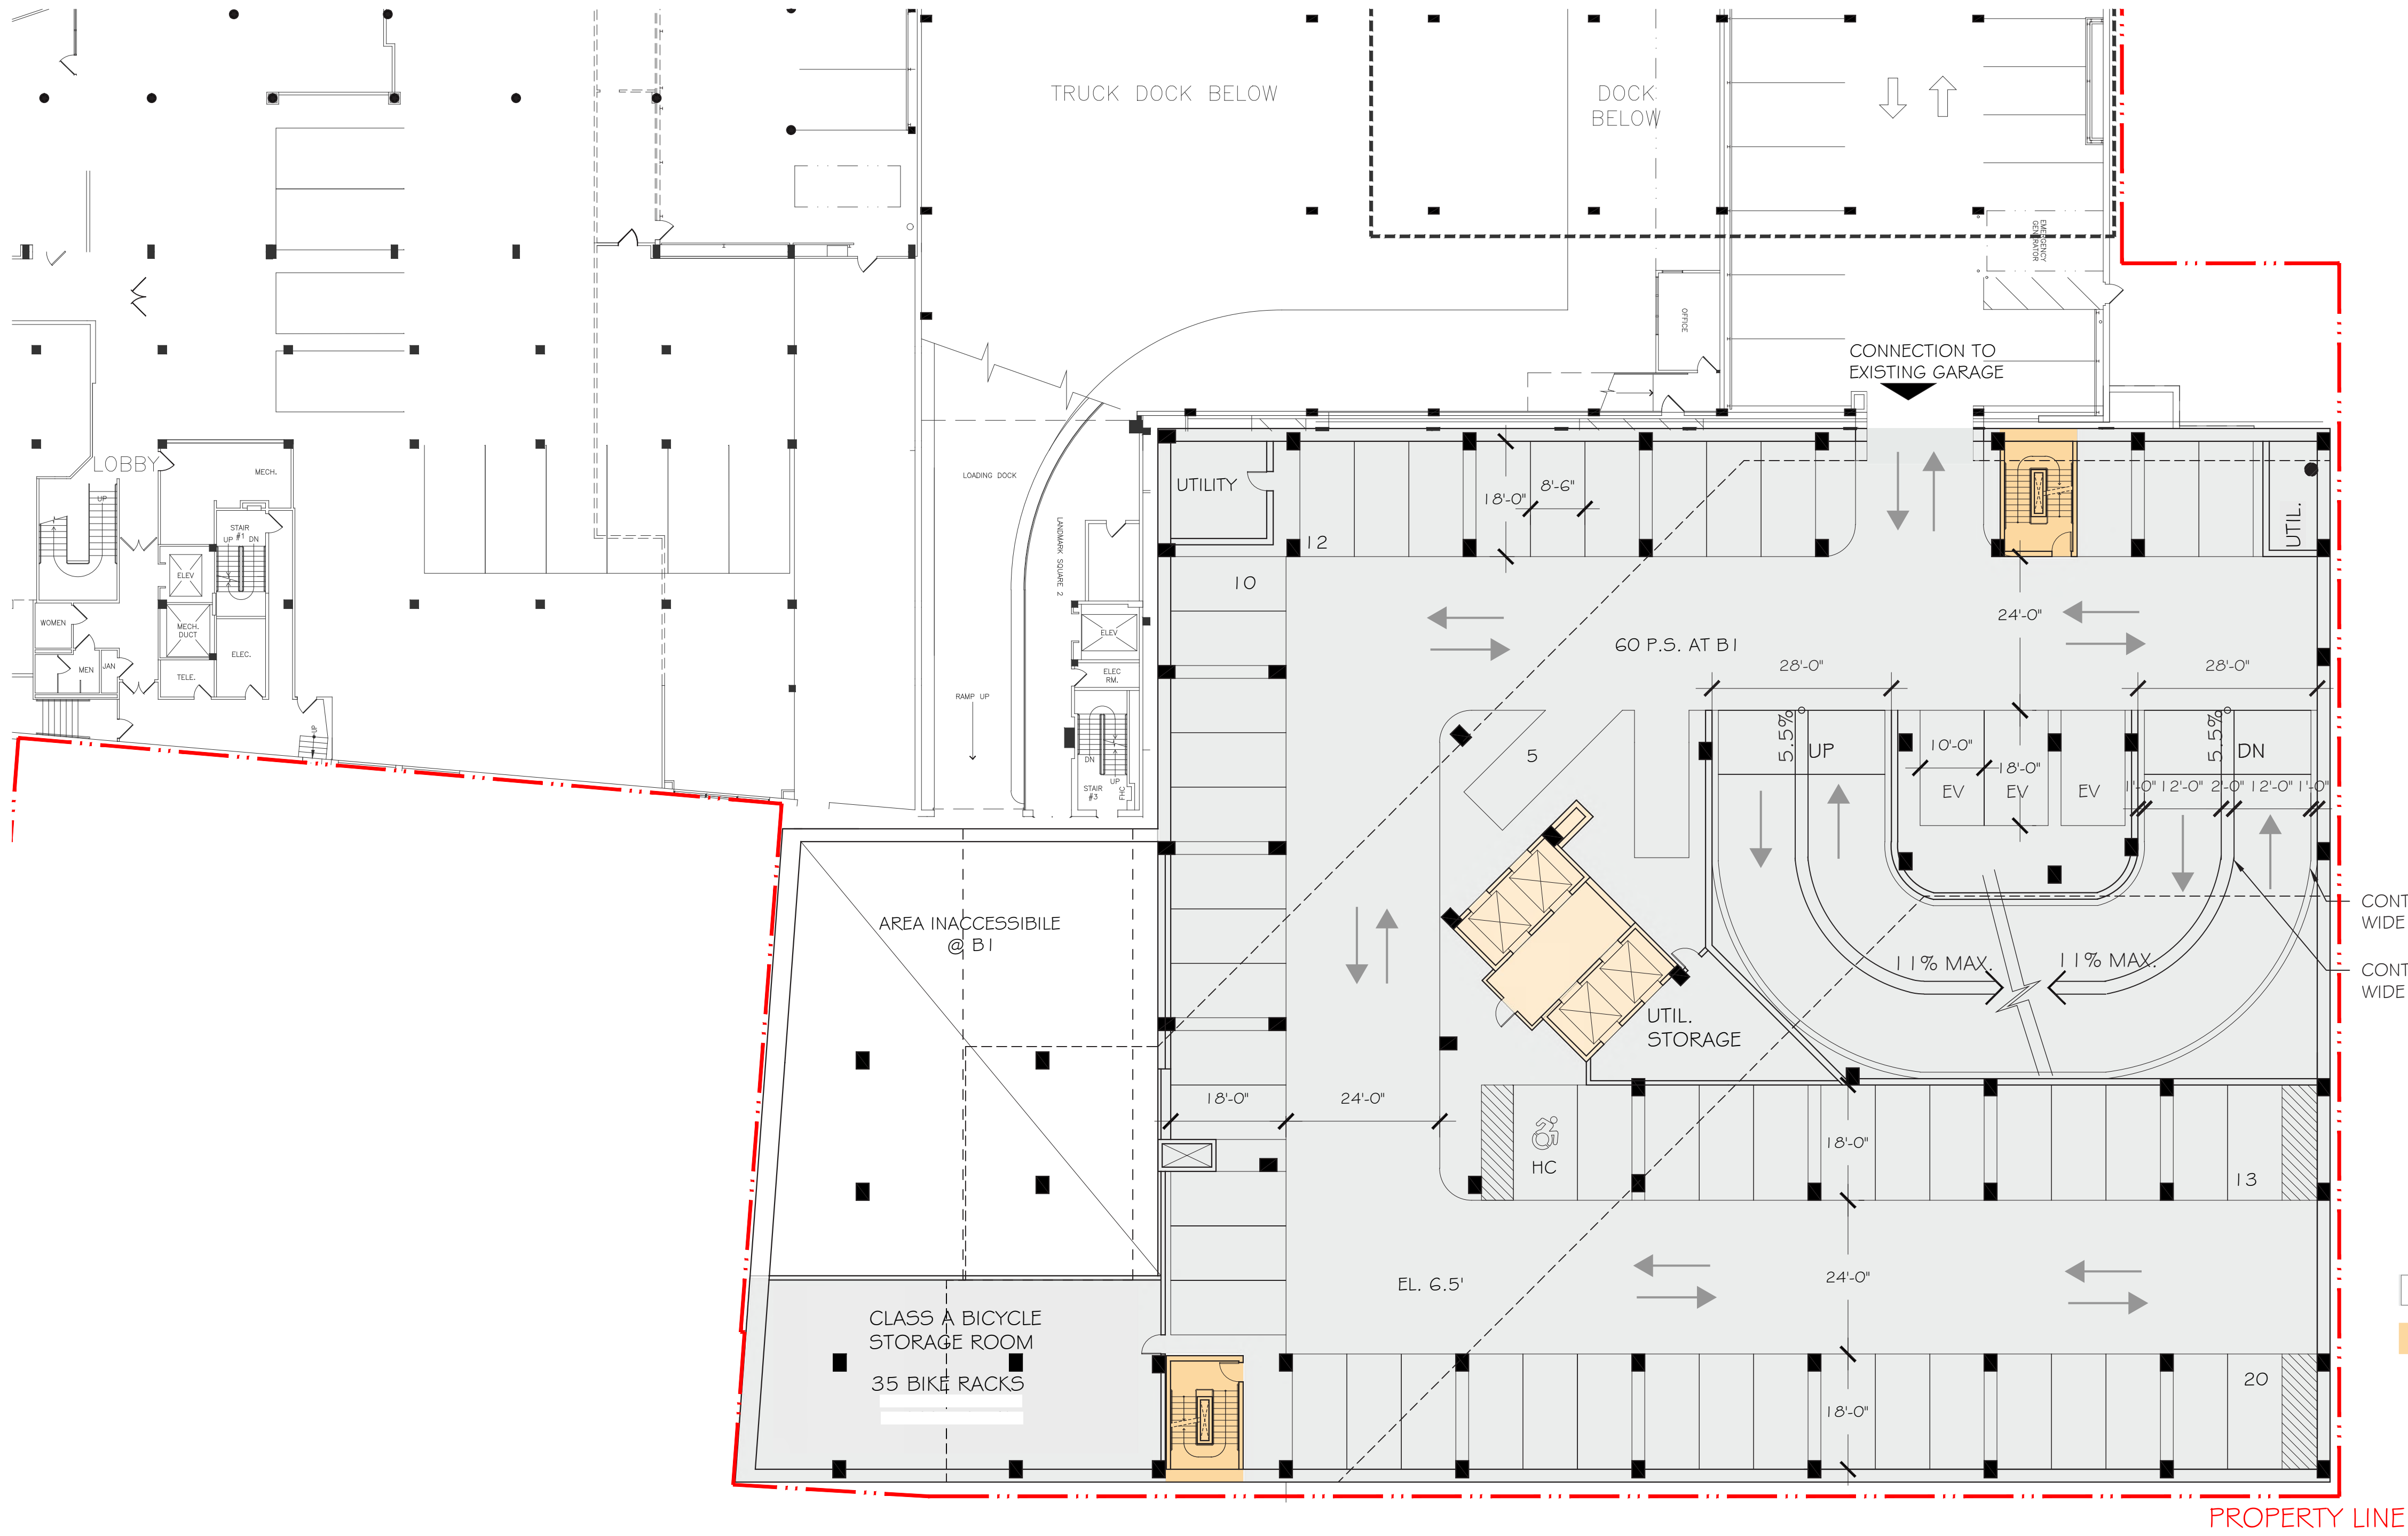 TRUCK DOCK BELOW
DOCK
BELOW
EMERGENCY
GENERATOR
OFFICE
CONNECTION TO
EXISTING GARAGE
LOBBY
MECH.
UP
STAIR
#1
UP
DN
ELEV
MECH.
DUCT
WOMEN
MEN
JAN
TELE.
ELEC.
UP
LOADING DOCK
LANDMARK SQUARE 2
RAMP UP
ELEV
ELEC
RM.
DN
UP
STAIR
#3
FHC
UTILITY
18'-0"
8'-6"
12
10
UTIL.
24'-0"
60 P.S. AT B1
28'-0"
28'-0"
5
5.5%
UP
10'-0"
18'-0"
EV
EV
EV
5.5%
DN
1'-0"
12'-0"
2'-0"
12'-0"
1'-0"
CONT
WIDE
CONT
WIDE
11% MAX.
11% MAX.
AREA INACCESSIBILE
@ B1
UTIL.
STORAGE
18'-0"
24'-0"
18'-0"
HC
13
EL. 6.5'
24'-0"
CLASS A BICYCLE
STORAGE ROOM
35 BIKE RACKS
20
18'-0"
PROPERTY LINE